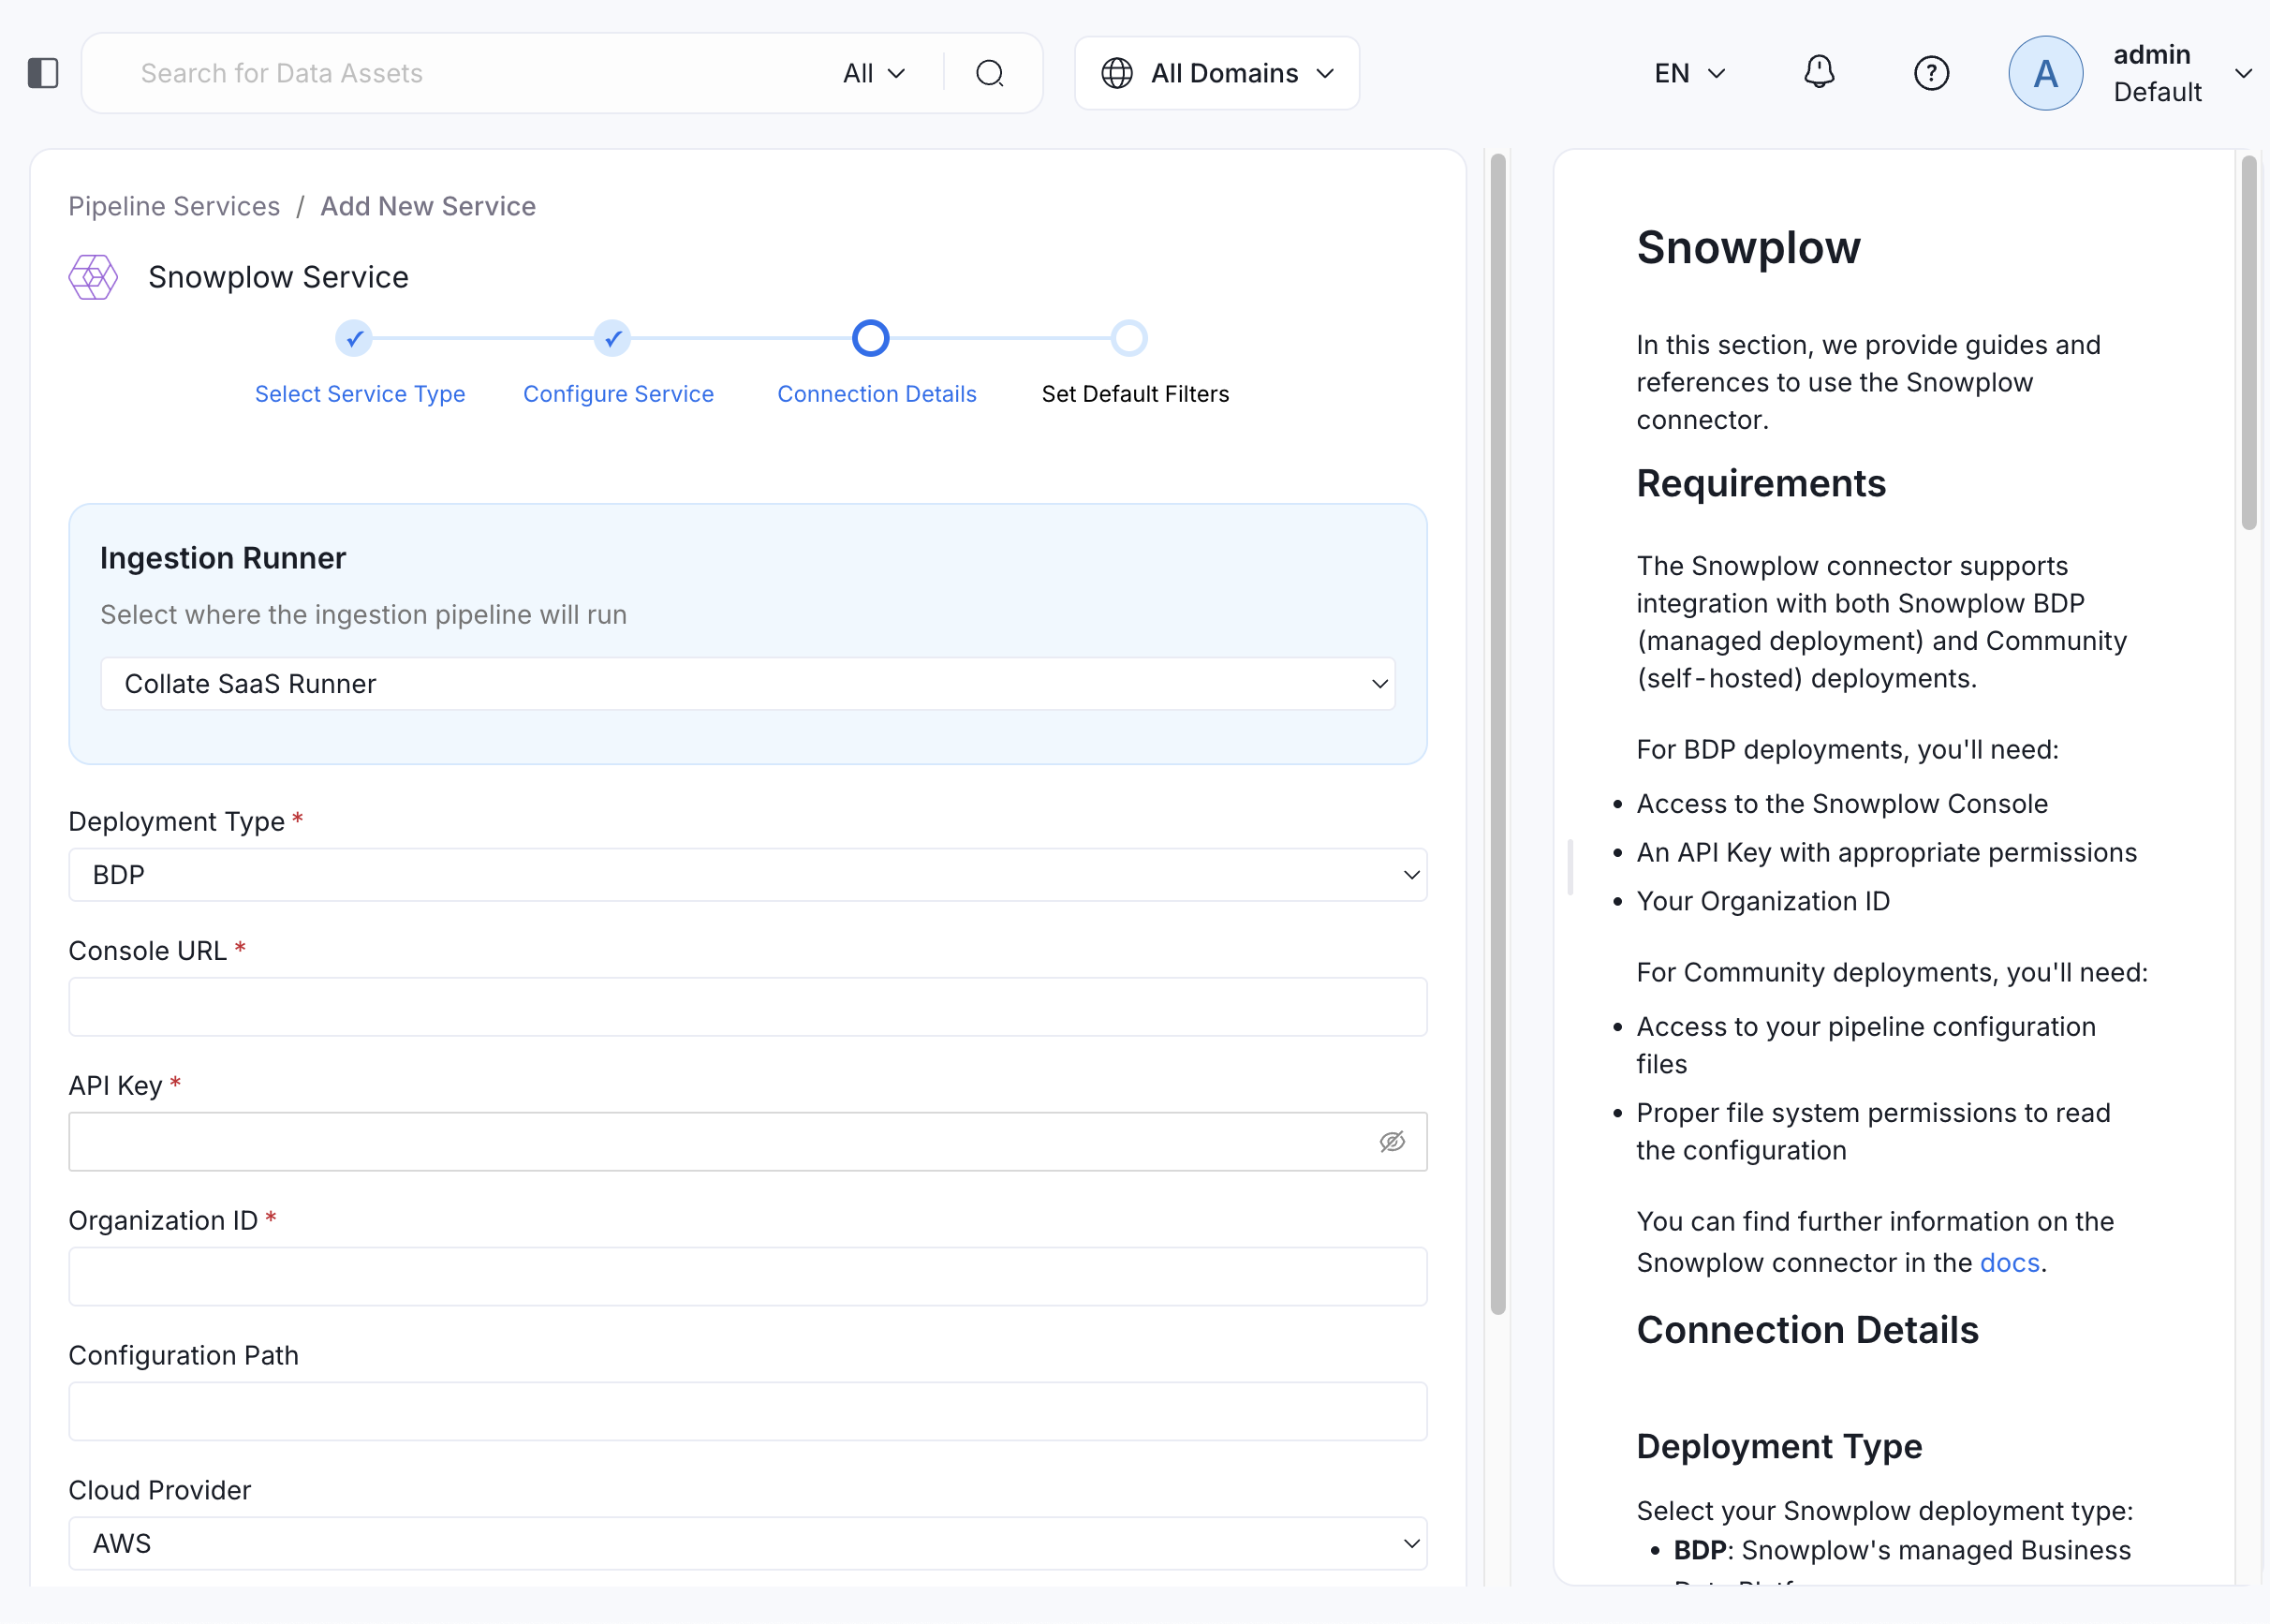 Search for Data Assets
All
All Domains
EN
A
admin
Default
Pipeline Services / Add New Service
Snowplow Service
Select Service Type
Configure Service
Connection Details
Set Default Filters
Ingestion Runner
Select where the ingestion pipeline will run
Collate SaaS Runner
Deployment Type *
BDP
Console URL *
API Key *
Organization ID *
Configuration Path
Cloud Provider
AWS
Snowplow
In this section, we provide guides and
references to use the Snowplow
connector.
Requirements
The Snowplow connector supports
integration with both Snowplow BDP
(managed deployment) and Community
(self-hosted) deployments.
For BDP deployments, you'll need:
• Access to the Snowplow Console
• An API Key with appropriate permissions
• Your Organization ID
For Community deployments, you'll need:
• Access to your pipeline configuration
files
• Proper file system permissions to read
the configuration
You can find further information on the
Snowplow connector in the docs.
Connection Details
Deployment Type
Select your Snowplow deployment type:
• BDP: Snowplow's managed Business